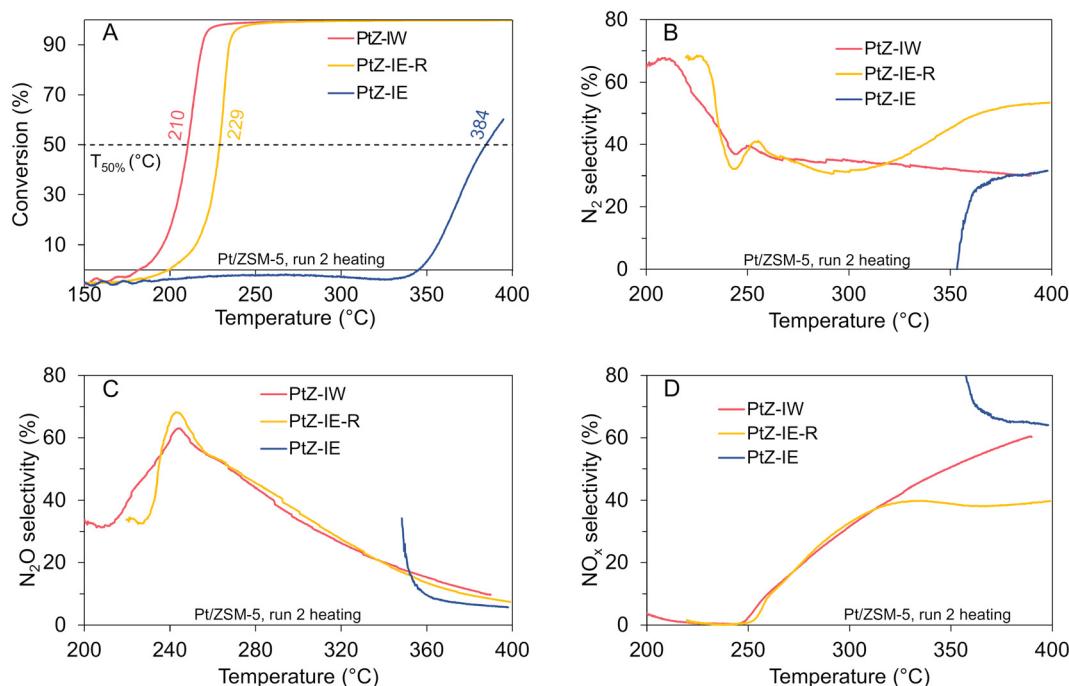 A
PtZ-IW
PtZ-IE-R
PtZ-IE
210
229
384
T50% (°C)
Pt/ZSM-5, run 2 heating
90
70
50
30
10
150 200 250 300 350 400
Conversion (%)
Temperature (°C)
B
PtZ-IW
PtZ-IE-R
PtZ-IE
Pt/ZSM-5, run 2 heating
80
60
40
20
0
200 250 300 350 400
N2 selectivity (%)
Temperature (°C)
C
PtZ-IW
PtZ-IE-R
PtZ-IE
Pt/ZSM-5, run 2 heating
80
60
40
20
0
200 240 280 320 360 400
N2O selectivity (%)
Temperature (°C)
D
PtZ-IW
PtZ-IE-R
PtZ-IE
Pt/ZSM-5, run 2 heating
80
60
40
20
0
200 250 300 350 400
NOx selectivity (%)
Temperature (°C)